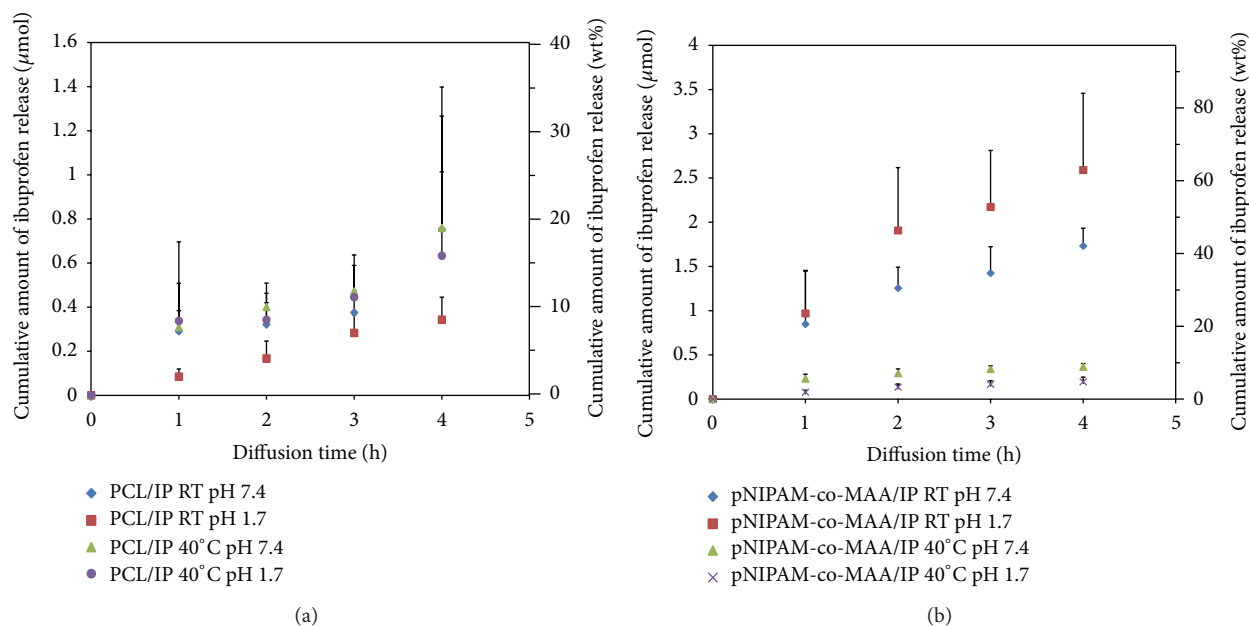 Cumulative amount of ibuprofen release (μmol)
1.6
1.4
1.2
1
0.8
0.6
0.4
0.2
0
0 1 2 3 4 5
Diffusion time (h)
40
30
20
10
0
Cumulative amount of ibuprofen release (wt%)
PCL/IP RT pH 7.4
PCL/IP RT pH 1.7
PCL/IP 40°C pH 7.4
PCL/IP 40°C pH 1.7
(a)
Cumulative amount of ibuprofen release (μmol)
4
3.5
3
2.5
2
1.5
1
0.5
0
0 1 2 3 4 5
Diffusion time (h)
80
60
40
20
0
Cumulative amount of ibuprofen release (wt%)
pNIPAM-co-MAA/IP RT pH 7.4
pNIPAM-co-MAA/IP RT pH 1.7
pNIPAM-co-MAA/IP 40°C pH 7.4
pNIPAM-co-MAA/IP 40°C pH 1.7
(b)